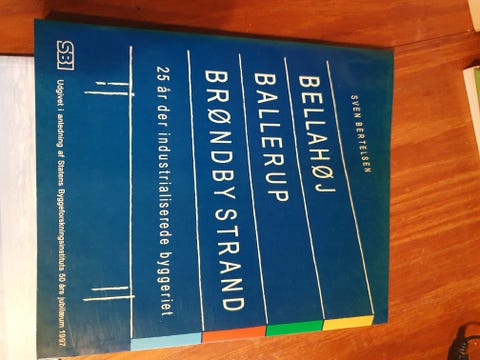 SVEN BERTELSEN
BELLAHØJ
BALLERUP
BRØNDBY STRAND
25 år der industrialiserede byggeriet
SBI
Udgivet i anledning af Statens Byggeforskningsinstituts 50 års jubilæum 1997